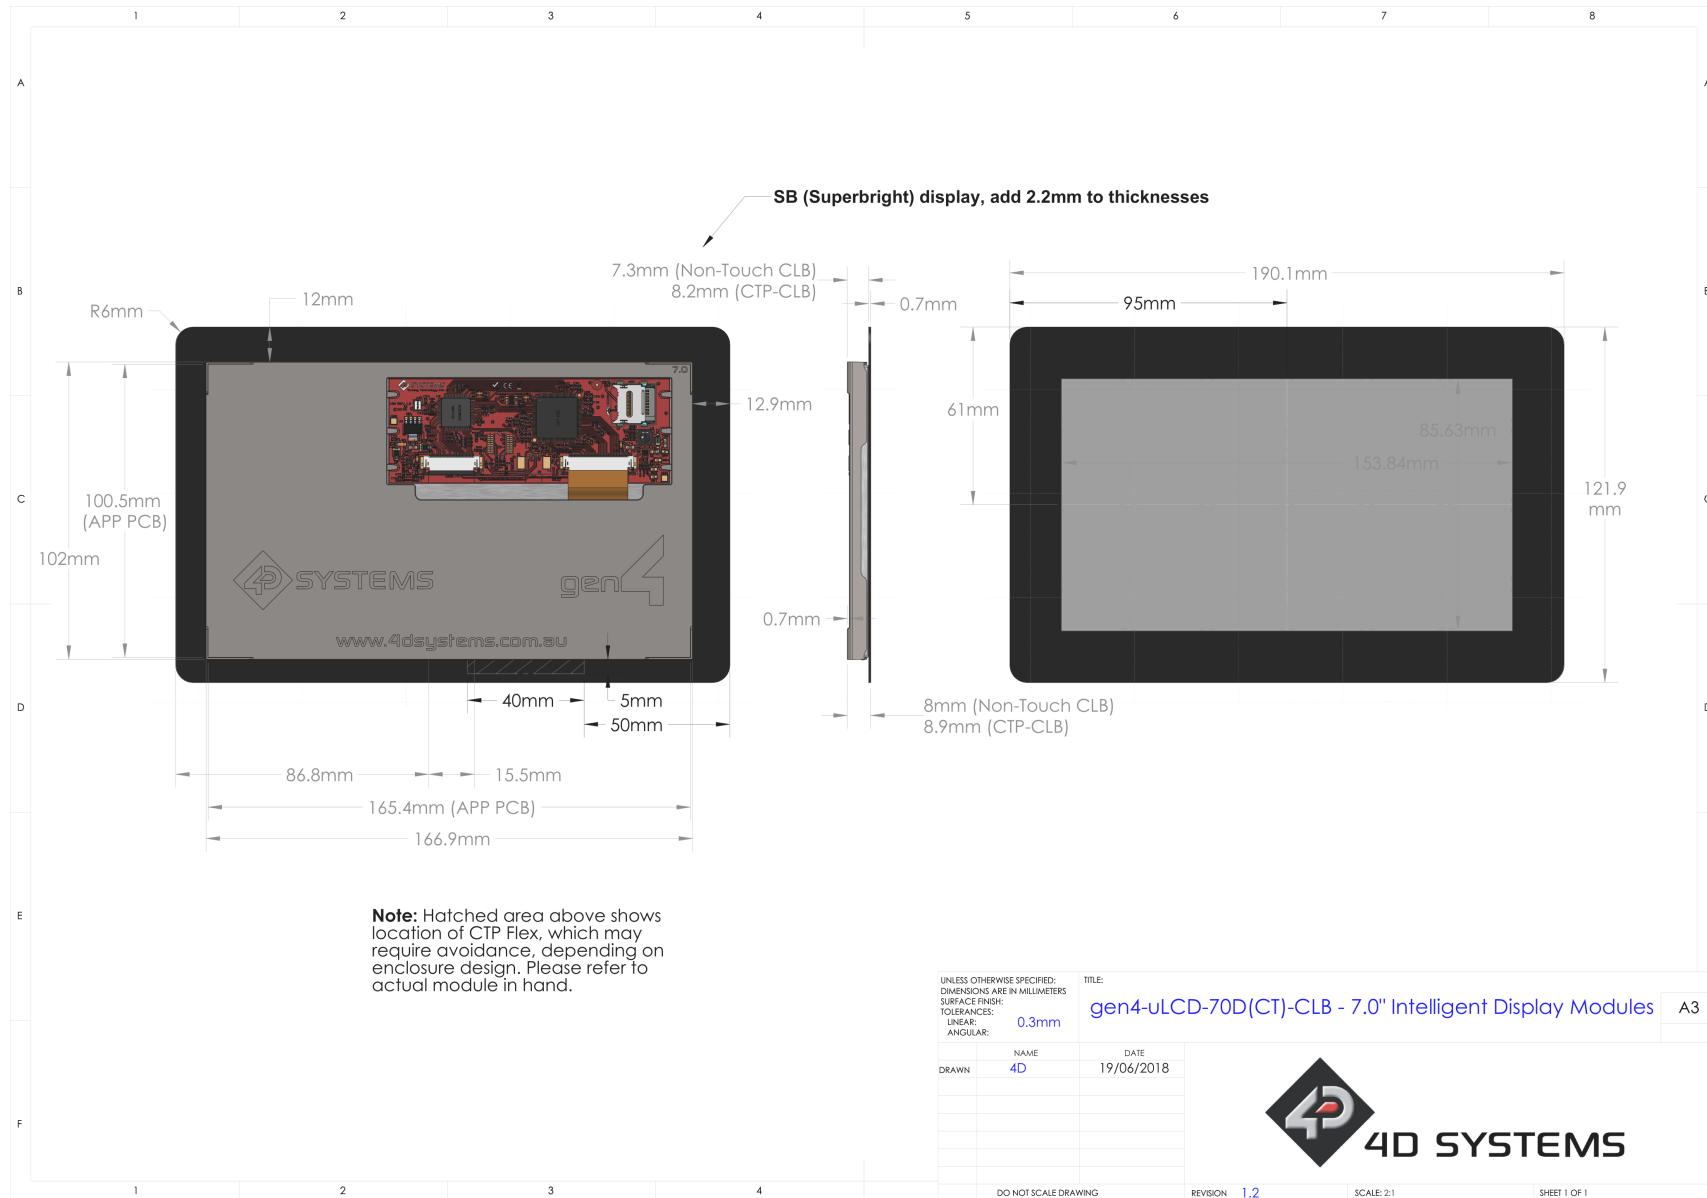 1 2 3 4 5 6 7 8
A
B
C
D
E
F
SB (Superbright) display, add 2.2mm to thicknesses
7.3mm (Non-Touch CLB)
8.2mm (CTP-CLB)
0.7mm
190.1mm
95mm
R6mm
12mm
7.0
12.9mm
61mm
85.63mm
153.84mm
121.9
mm
100.5mm
(APP PCB)
102mm
4D SYSTEMS
gen4
www.4dsystems.com.au
0.7mm
40mm
5mm
50mm
8mm (Non-Touch CLB)
8.9mm (CTP-CLB)
86.8mm
15.5mm
165.4mm (APP PCB)
166.9mm
Note: Hatched area above shows
location of CTP Flex, which may
require avoidance, depending on
enclosure design. Please refer to
actual module in hand.
UNLESS OTHERWISE SPECIFIED:
DIMENSIONS ARE IN MILLIMETERS
SURFACE FINISH:
TOLERANCES:
LINEAR: 0.3mm
ANGULAR:
TITLE:
gen4-uLCD-70D(CT)-CLB - 7.0" Intelligent Display Modules
A3
NAME DATE
DRAWN 4D 19/06/2018
4D SYSTEMS
DO NOT SCALE DRAWING
REVISION 1.2
SCALE: 2:1
SHEET 1 OF 1
1 2 3 4